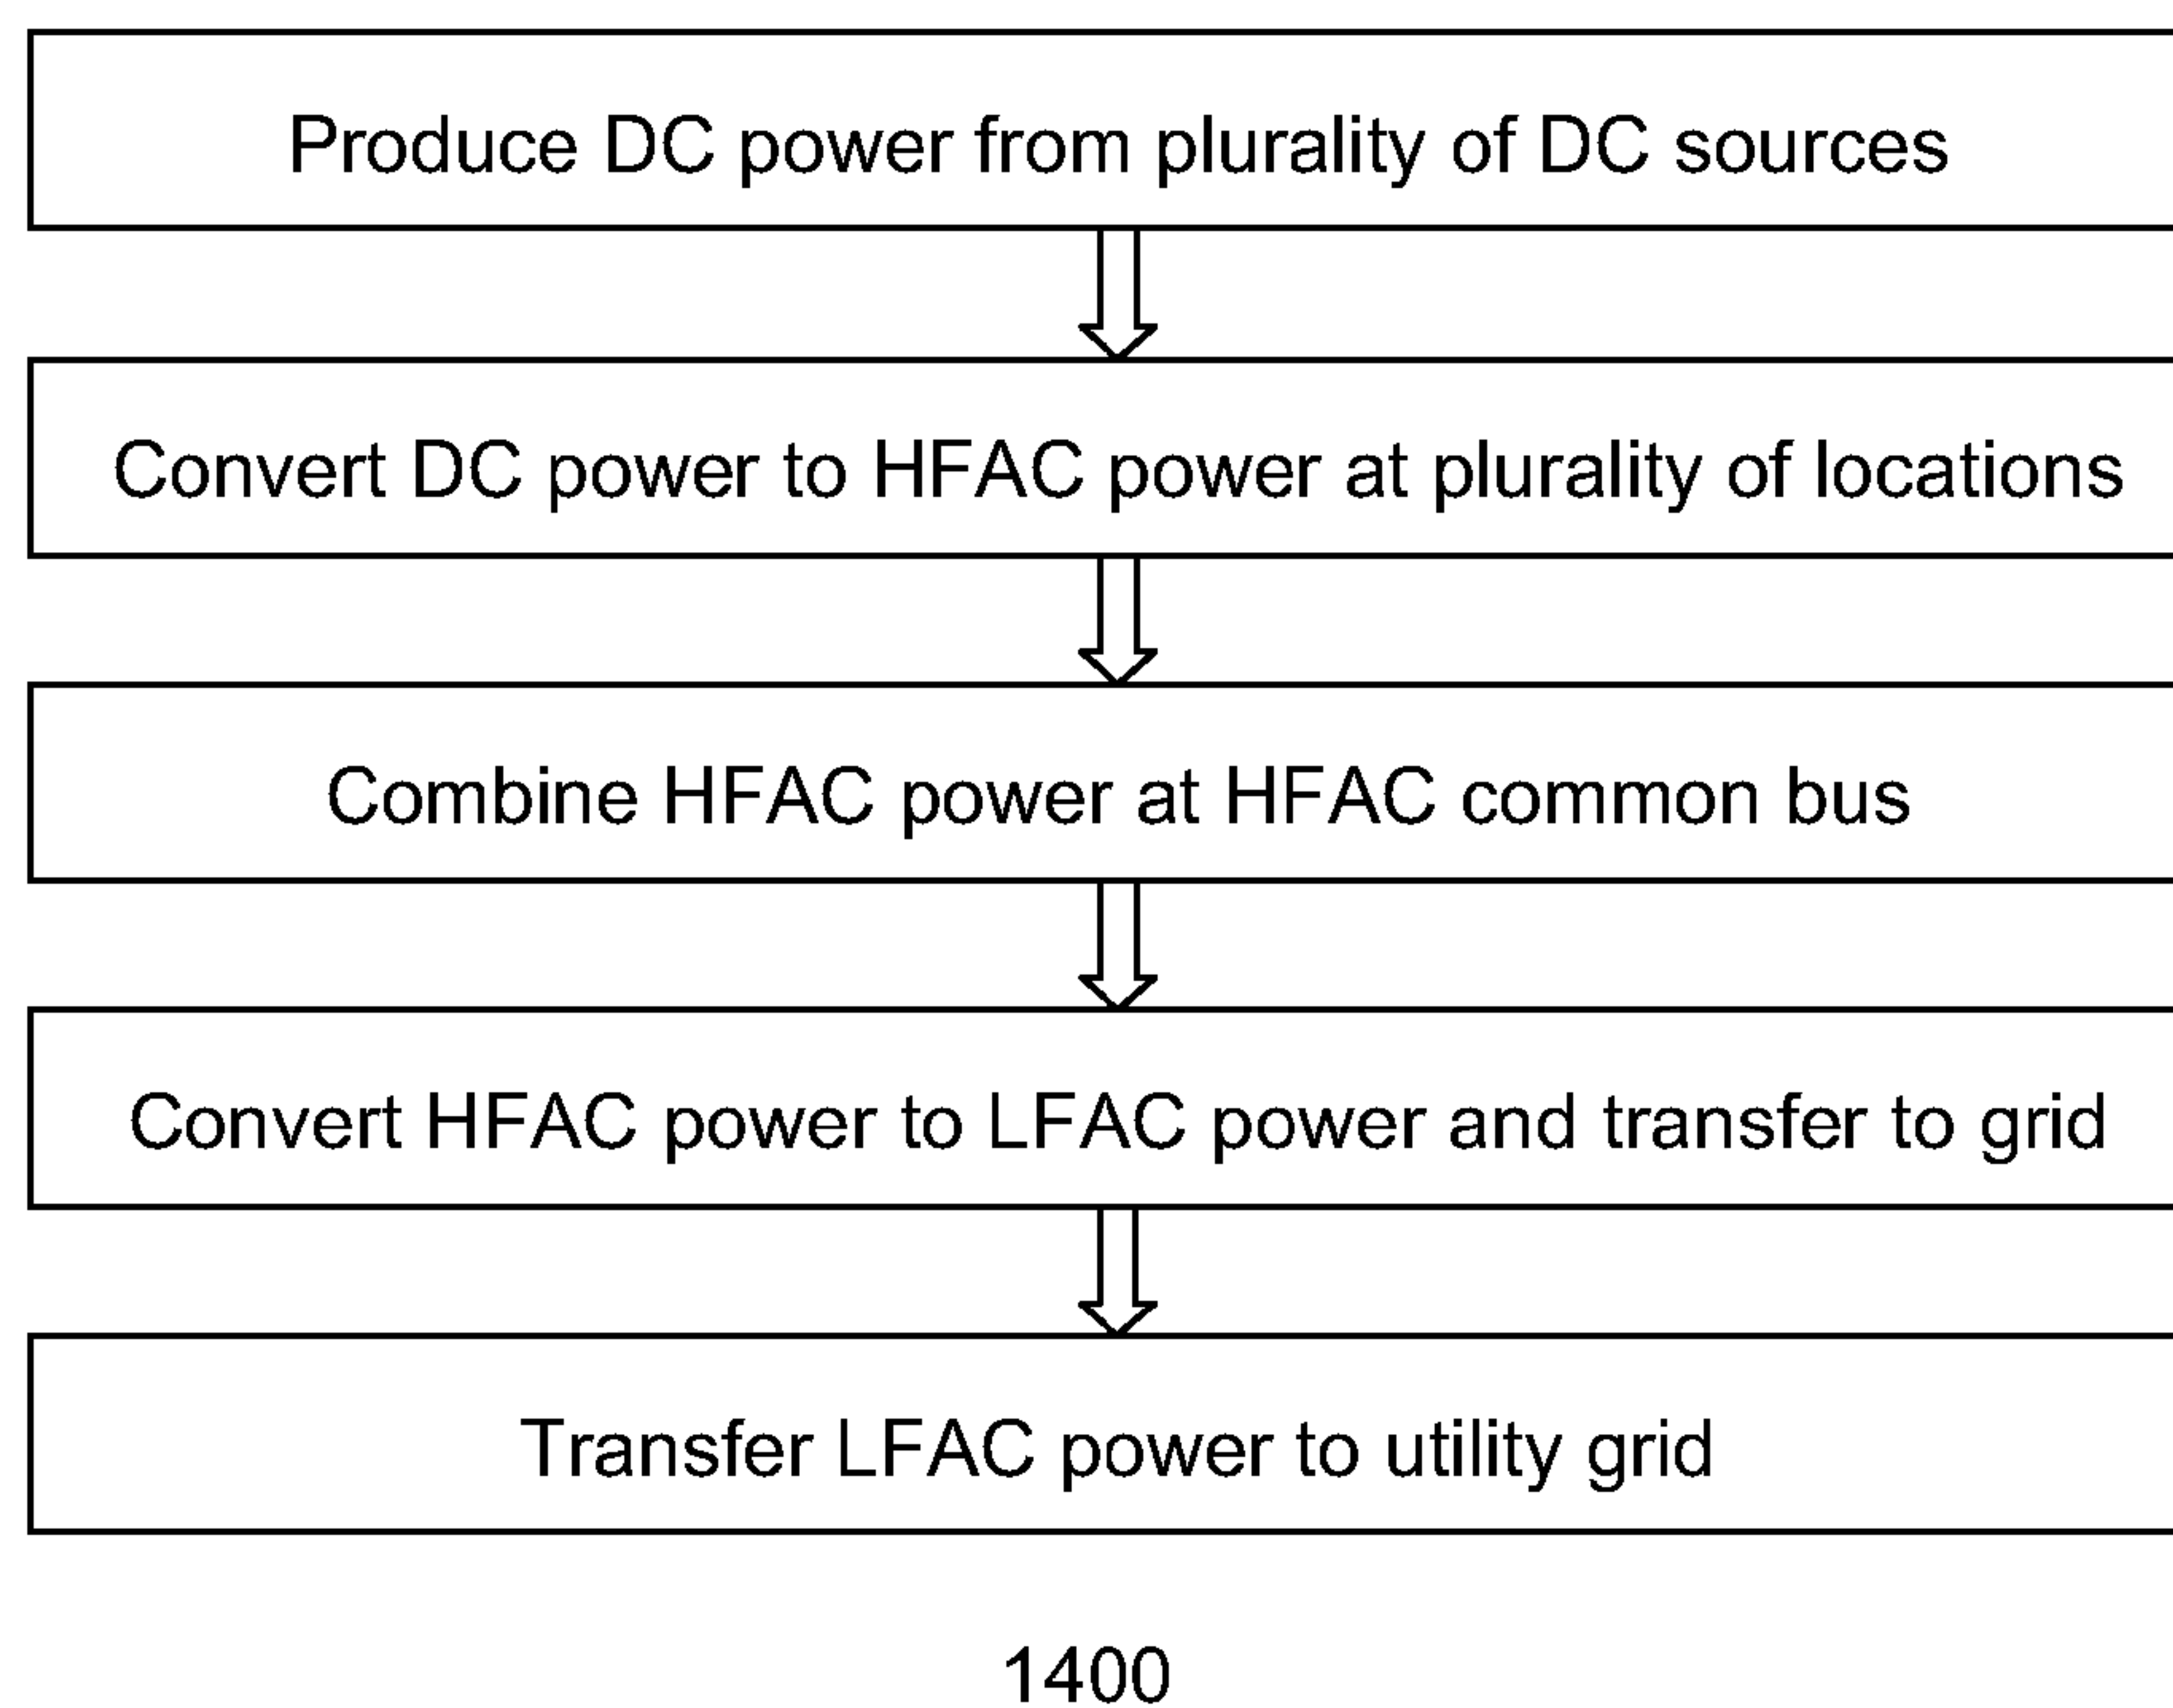 Produce DC power from plurality of DC sources
Convert DC power to HFAC power at plurality of locations
Combine HFAC power at HFAC common bus
Convert HFAC power to LFAC power and transfer to grid
Transfer LFAC power to utility grid
1400